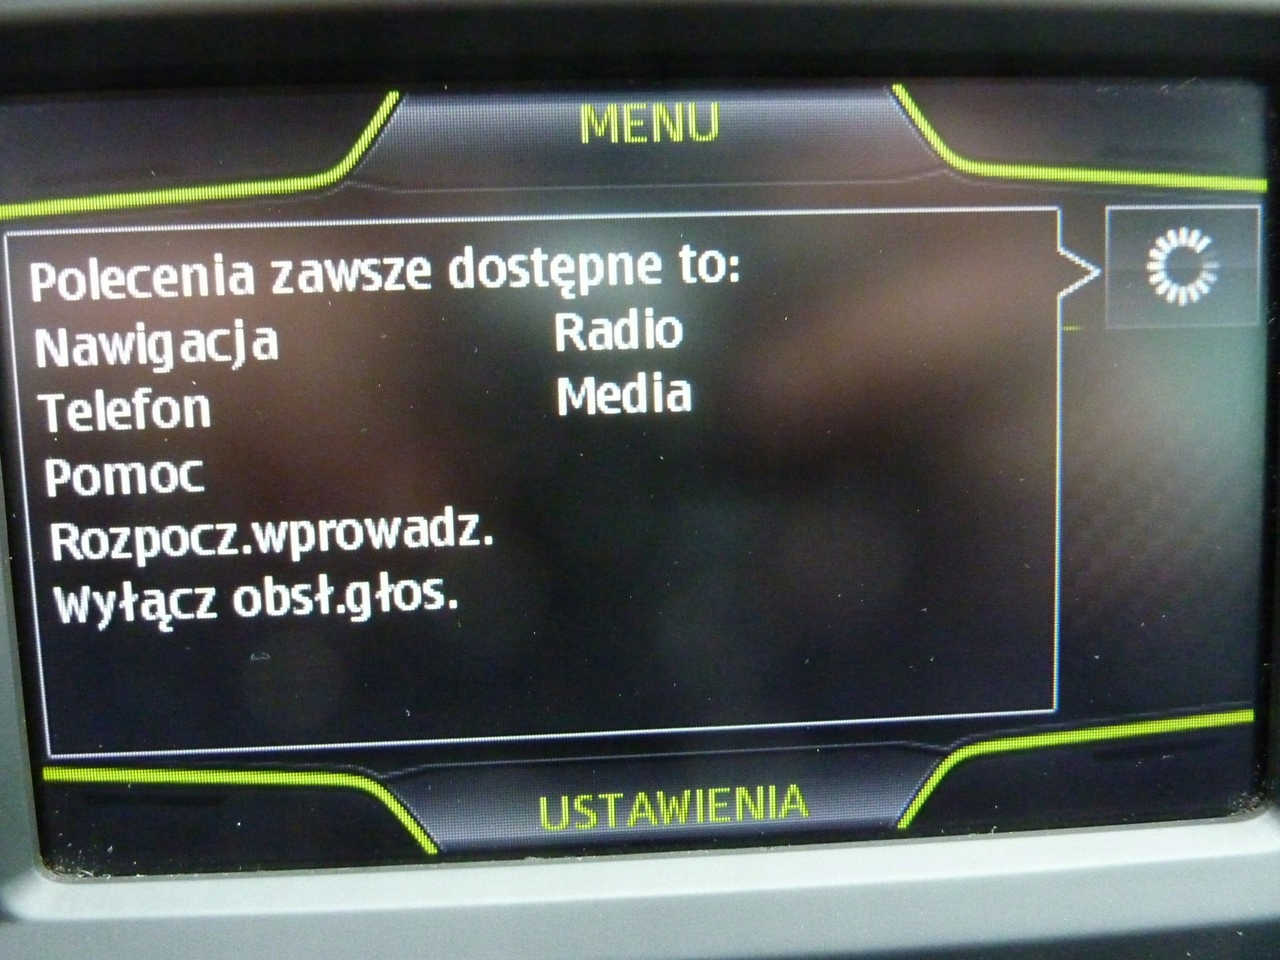 MENU
Polecenia zawsze dostępne to:
Nawigacja Radio
Telefon Media
Pomoc
Rozpocz.wprowadz.
Wyłącz obsł.głos.
USTAWIENIA